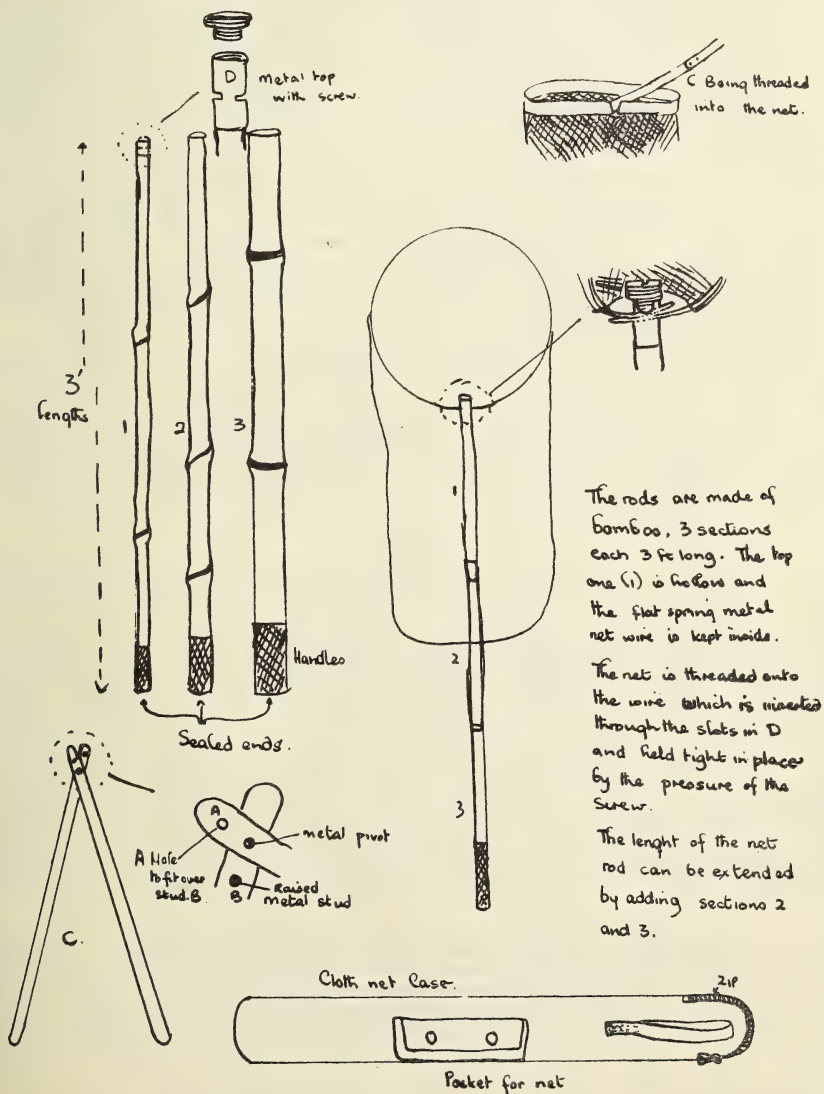 D
metal top
with screw.
C Being threaded
into the net.
3'
lengths
1
2
3
Handles
Sealed ends.
1
2
3
The rods are made of
bamboo, 3 sections
each 3 ft long. The top
one (1) is hollow and
the flat spring metal
net wire is kept inside.
The net is threaded onto
the wire which is inserted
through the slots in D
and held tight in place
by the pressure of the
screw.
The lenght of the net
rod can be extended
by adding sections 2
and 3.
A
metal pivot
A Hole
to fit over
stud.B.
B
Raised
metal stud
C.
Cloth net Case.
ZIP
Pocket for net